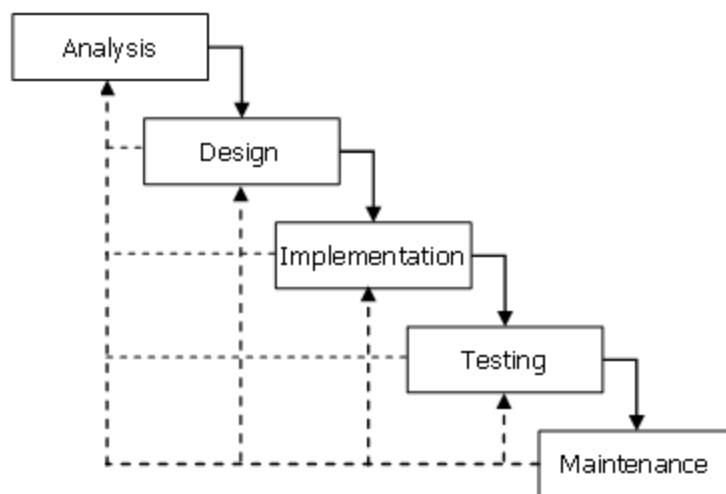 Analysis
Design
Implementation
Testing
Maintenance